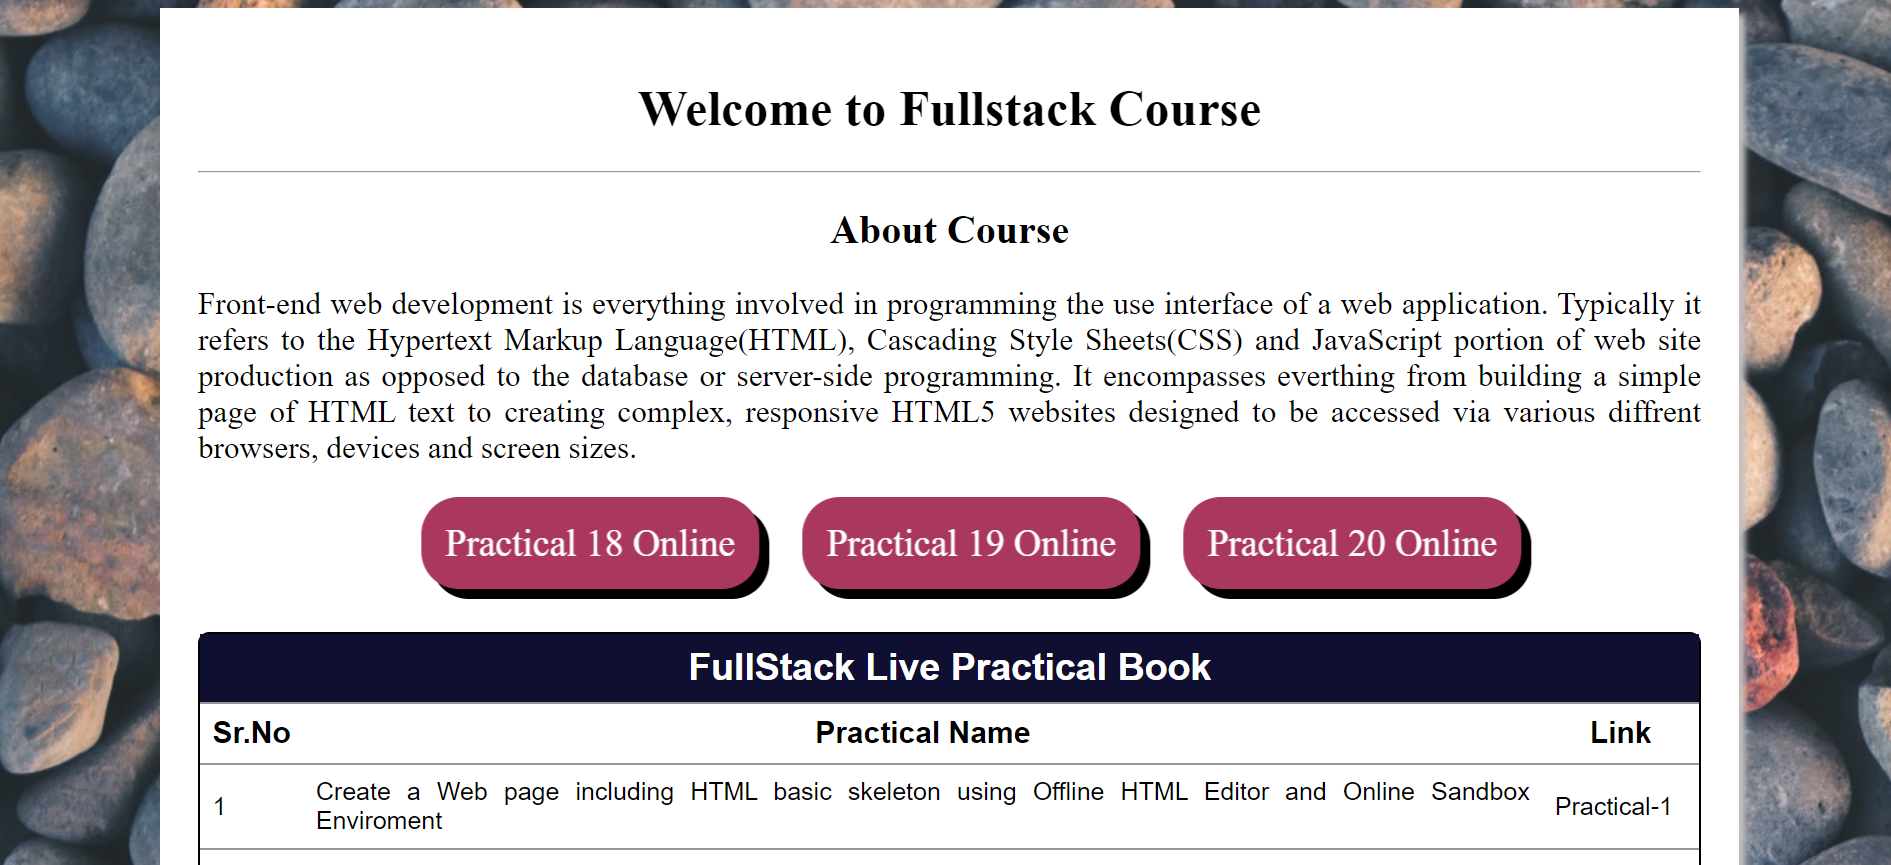 Welcome to Fullstack Course
About Course
Front-end web development is everything involved in programming the use interface of a web application. Typically it
refers to the Hypertext Markup Language(HTML), Cascading Style Sheets(CSS) and JavaScript portion of web site
production as opposed to the database or server-side programming. It encompasses everthing from building a simple
page of HTML text to creating complex, responsive HTML5 websites designed to be accessed via various diffrent
browsers, devices and screen sizes.
Practical 18 Online Practical 19 Online Practical 20 Online
FullStack Live Practical Book
Sr.No Practical Name Link
1 Create a Web page including HTML basic skeleton using Offline HTML Editor and Online Sandbox
Enviroment Practical-1